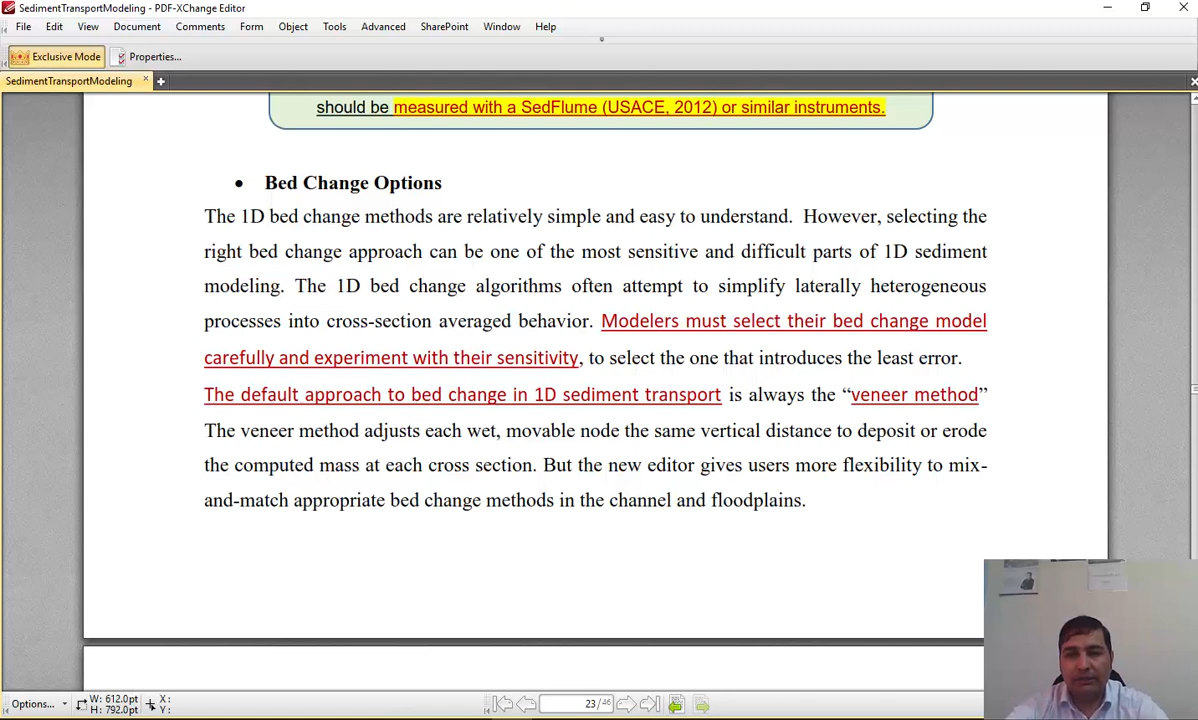 SedimentTransportModeling - PDF-XChange Editor
File Edit View Document Comments Form Object Tools Advanced SharePoint Window Help
Exclusive Mode Properties...
SedimentTransportModeling
should be measured with a SedFlume (USACE, 2012) or similar instruments.
• Bed Change Options
The 1D bed change methods are relatively simple and easy to understand. However, selecting the
right bed change approach can be one of the most sensitive and difficult parts of 1D sediment
modeling. The 1D bed change algorithms often attempt to simplify laterally heterogeneous
processes into cross-section averaged behavior. Modelers must select their bed change model
carefully and experiment with their sensitivity, to select the one that introduces the least error.
The default approach to bed change in 1D sediment transport is always the “veneer method”
The veneer method adjusts each wet, movable node the same vertical distance to deposit or erode
the computed mass at each cross section. But the new editor gives users more flexibility to mix-
and-match appropriate bed change methods in the channel and floodplains.
Options... W: 612.0pt X: 23 / 46
H: 792.0pt Y: